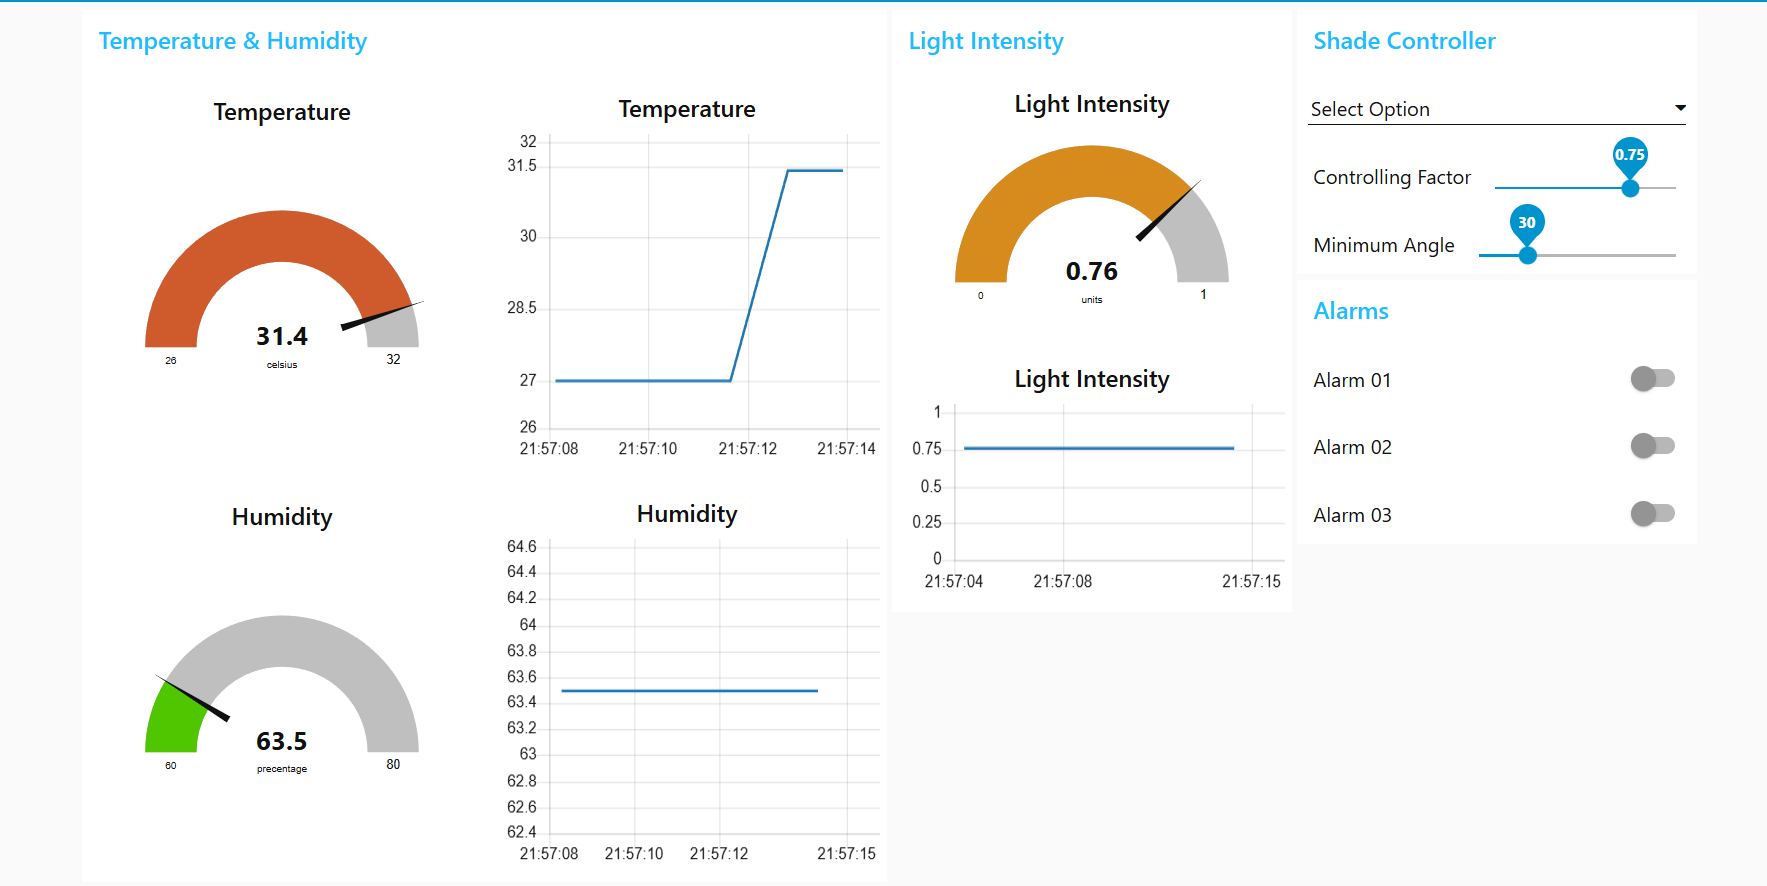 Temperature & Humidity
Temperature
31.4
celsius
26
32
Temperature
32
31.5
30
28.5
27
26
21:57:08 21:57:10 21:57:12 21:57:14
Humidity
63.5
precentage
60
80
Humidity
64.6
64.4
64.2
64
63.8
63.6
63.4
63.2
63
62.8
62.6
62.4
21:57:08 21:57:10 21:57:12 21:57:15
Light Intensity
Light Intensity
0.76
units
0
1
Light Intensity
1
0.75
0.5
0.25
0
21:57:04 21:57:08 21:57:15
Shade Controller
Select Option
0.75
Controlling Factor
30
Minimum Angle
Alarms
Alarm 01
Alarm 02
Alarm 03